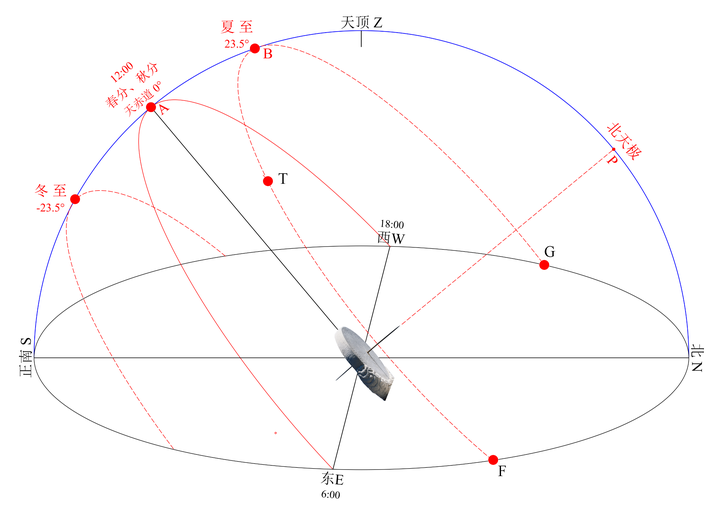 天顶 Z
夏 至
23.5°
B
12:00
春分、秋分
天赤道 0°
A
北天极
P
冬 至
-23.5°
T
18:00
西W
G
正南 S
北 N
F
东E
6:00